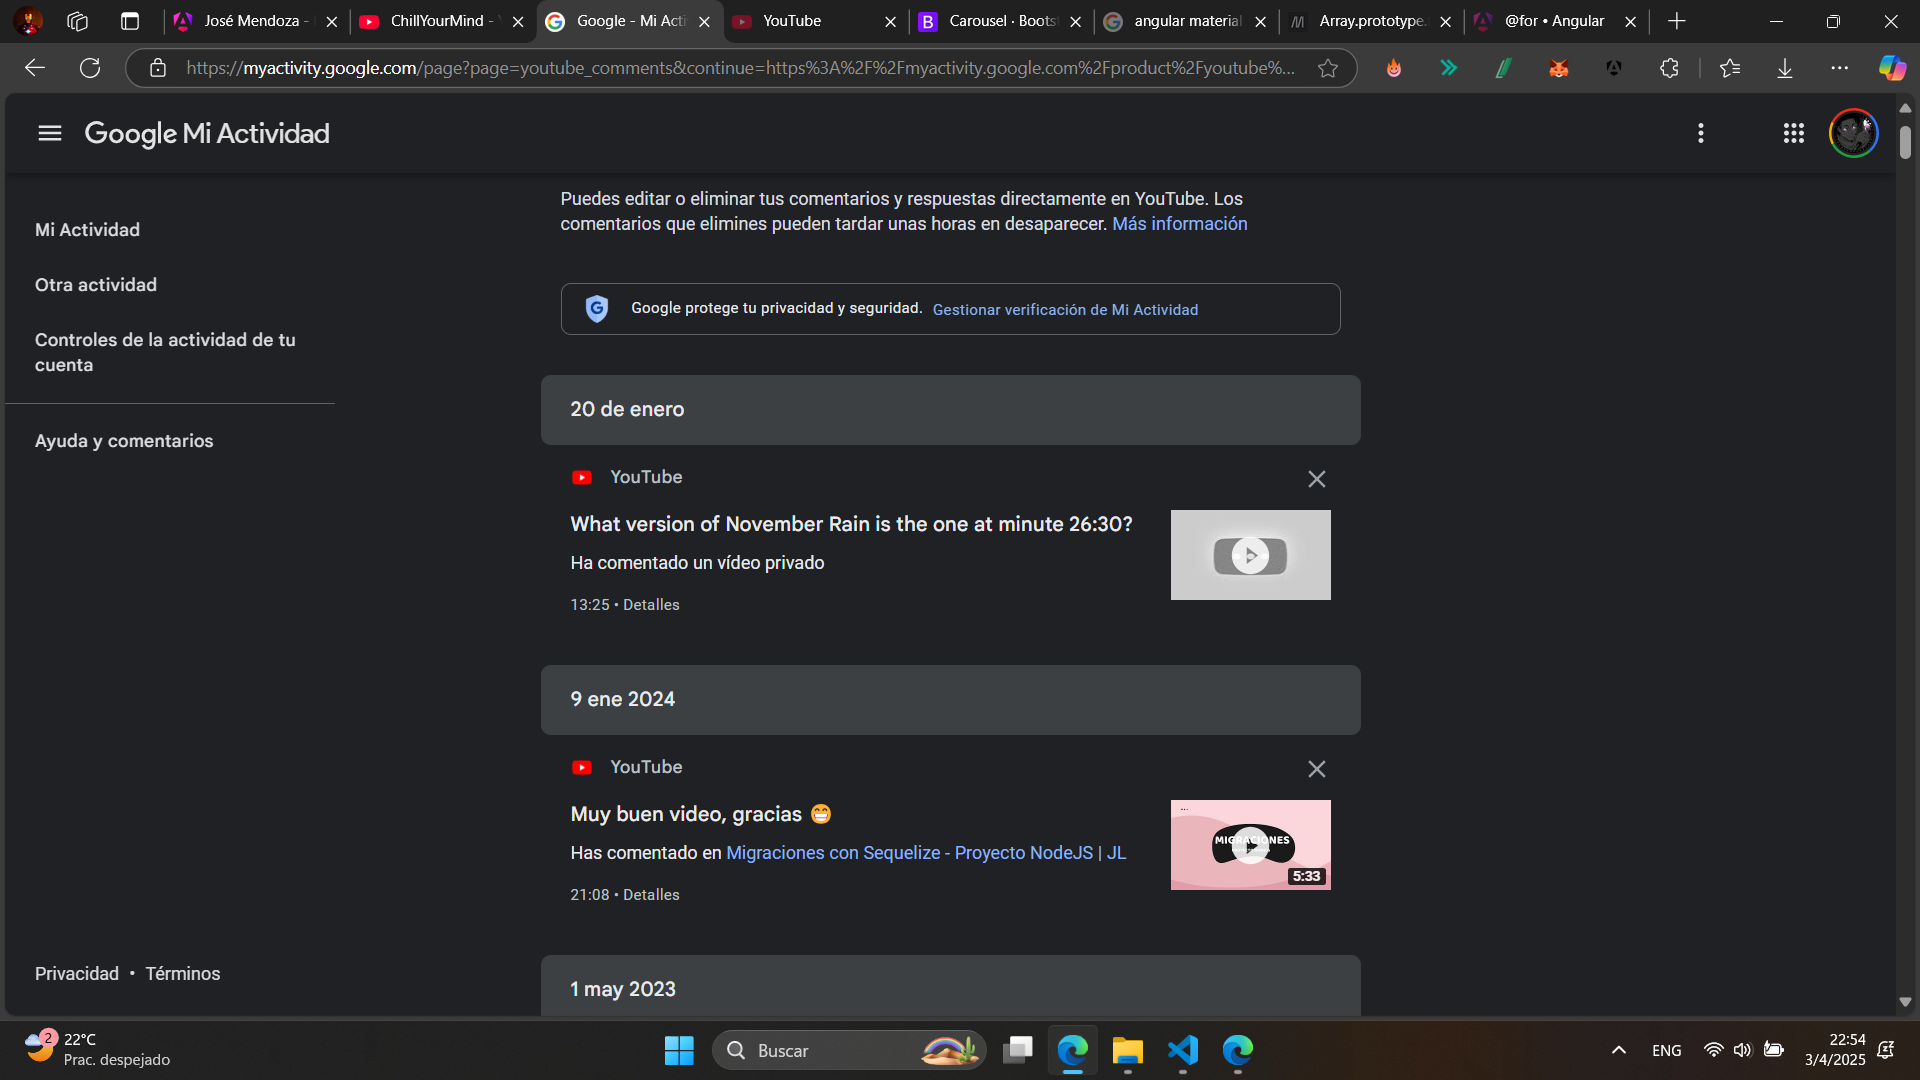 José Mendoza -
ChillYourMind -
Google - Mi Acti
YouTube
Carousel · Boots
angular material
Array.prototype.
@for • Angular
https://myactivity.google.com/page?page=youtube_comments&continue=https%3A%2F%2Fmyactivity.google.com%2Fproduct%2Fyoutube%...
Google Mi Actividad
Mi Actividad
Otra actividad
Controles de la actividad de tu
cuenta
Ayuda y comentarios
Privacidad • Términos
Puedes editar o eliminar tus comentarios y respuestas directamente en YouTube. Los
comentarios que elimines pueden tardar unas horas en desaparecer. Más información
Google protege tu privacidad y seguridad. Gestionar verificación de Mi Actividad
20 de enero
YouTube
What version of November Rain is the one at minute 26:30?
Ha comentado un vídeo privado
13:25 • Detalles
9 ene 2024
YouTube
Muy buen video, gracias 😁
Has comentado en Migraciones con Sequelize - Proyecto NodeJS | JL
21:08 • Detalles
MIGRACIONES
5:33
1 may 2023
2
22°C
Prac. despejado
Buscar
ENG
22:54
3/4/2025